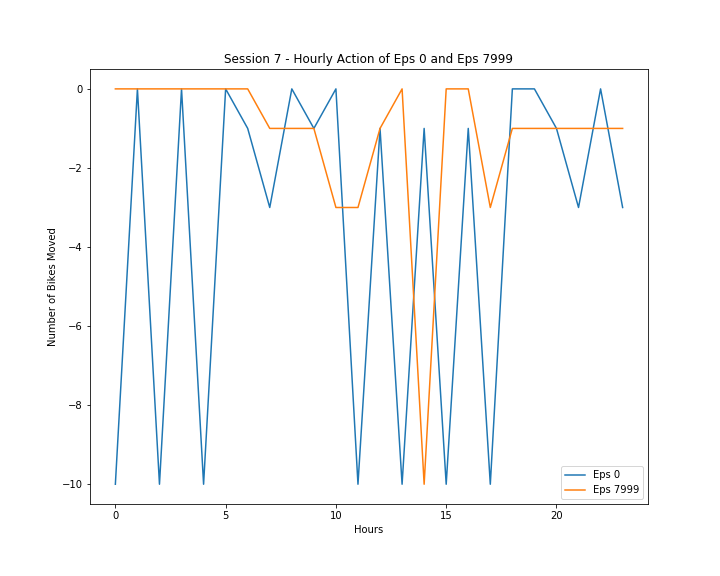 Session 7 - Hourly Action of Eps 0 and Eps 7999
0
−2
−4
−6
−8
−10
Number of Bikes Moved
0 5 10 15 20
Hours
Eps 0
Eps 7999